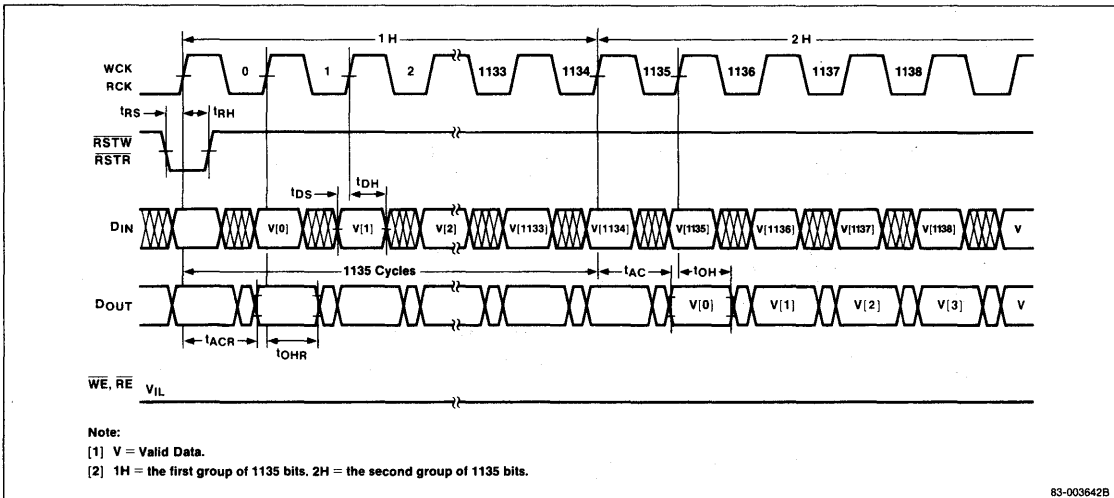 1 H 2 H
WCK
RCK
0 1 2 1133 1134 1135 1136 1137 1138
tRS tRH
RSTW
RSTR
tDS tDH
DIN V[0] V[1] V[2] V[1133] V[1134] V[1135] V[1136] V[1137] V[1138] V
1135 Cycles tAC tOH
DOUT V[0] V[1] V[2] V[3] V
tACR tOHR
WE, RE VIL
Note:
[1] V = Valid Data.
[2] 1H = the first group of 1135 bits. 2H = the second group of 1135 bits.
83-003642B